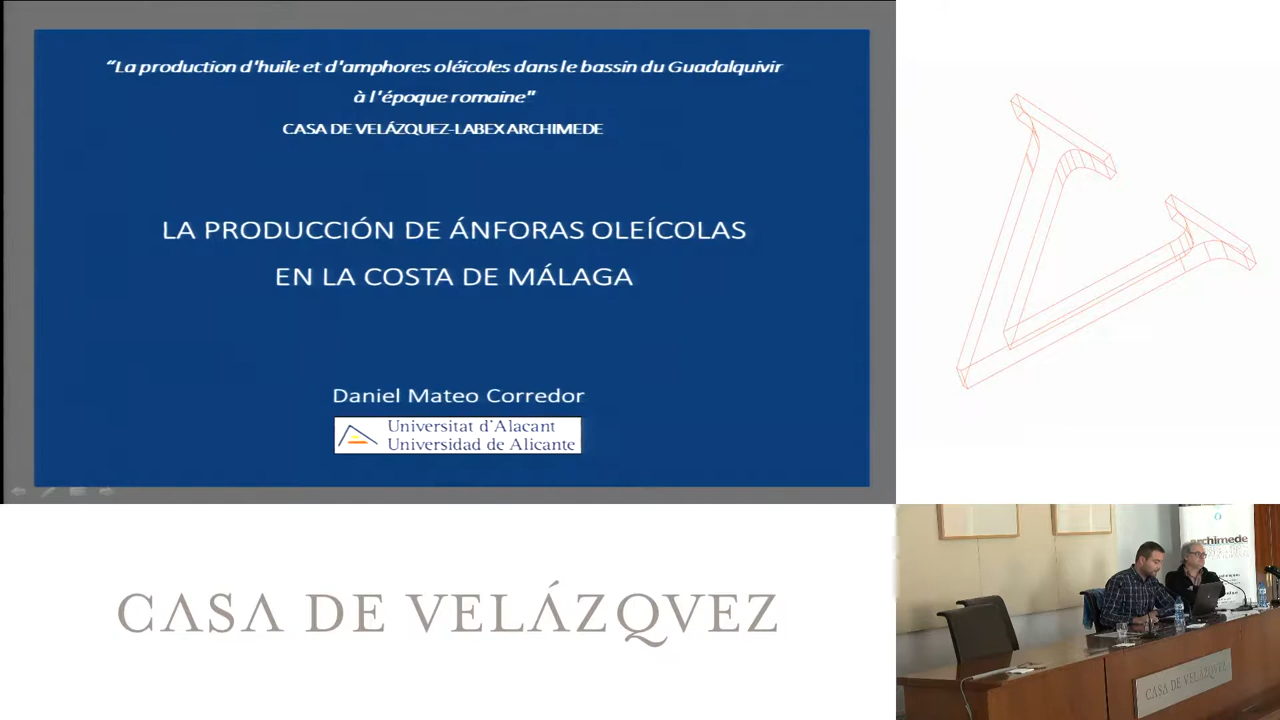 “La production d'huile et d'amphores oléicoles dans le bassin du Guadalquivir
à l'époque romaine"
CASA DE VELÁZQUEZ-LABEX ARCHIMEDE
LA PRODUCCIÓN DE ÁNFORAS OLEÍCOLAS
EN LA COSTA DE MÁLAGA
Daniel Mateo Corredor
Universitat d'Alacant
Universidad de Alicante
CASA DE VELÁZQVEZ
archimede
CASA DE VELÁZQVEZ